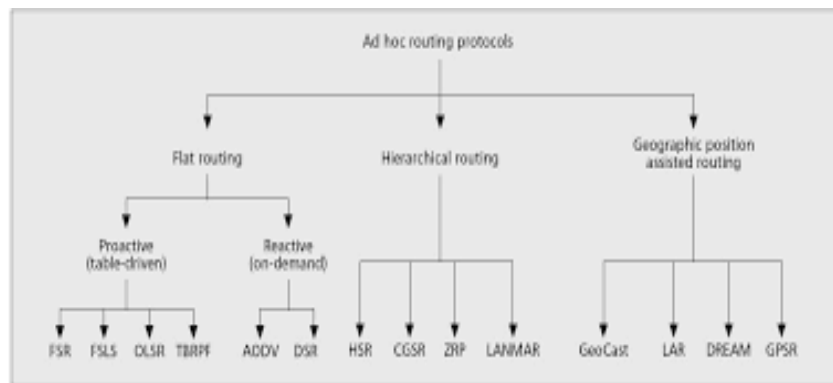 Ad hoc routing protocols
Flat routing
Hierarchical routing
Geographic position
assisted routing
Proactive
(table-driven)
Reactive
(on-demand)
FSR FSLS OLSR TBRPF AODV DSR HSR CGSR ZRP LANMAR GeoCast LAR DREAM GPSR